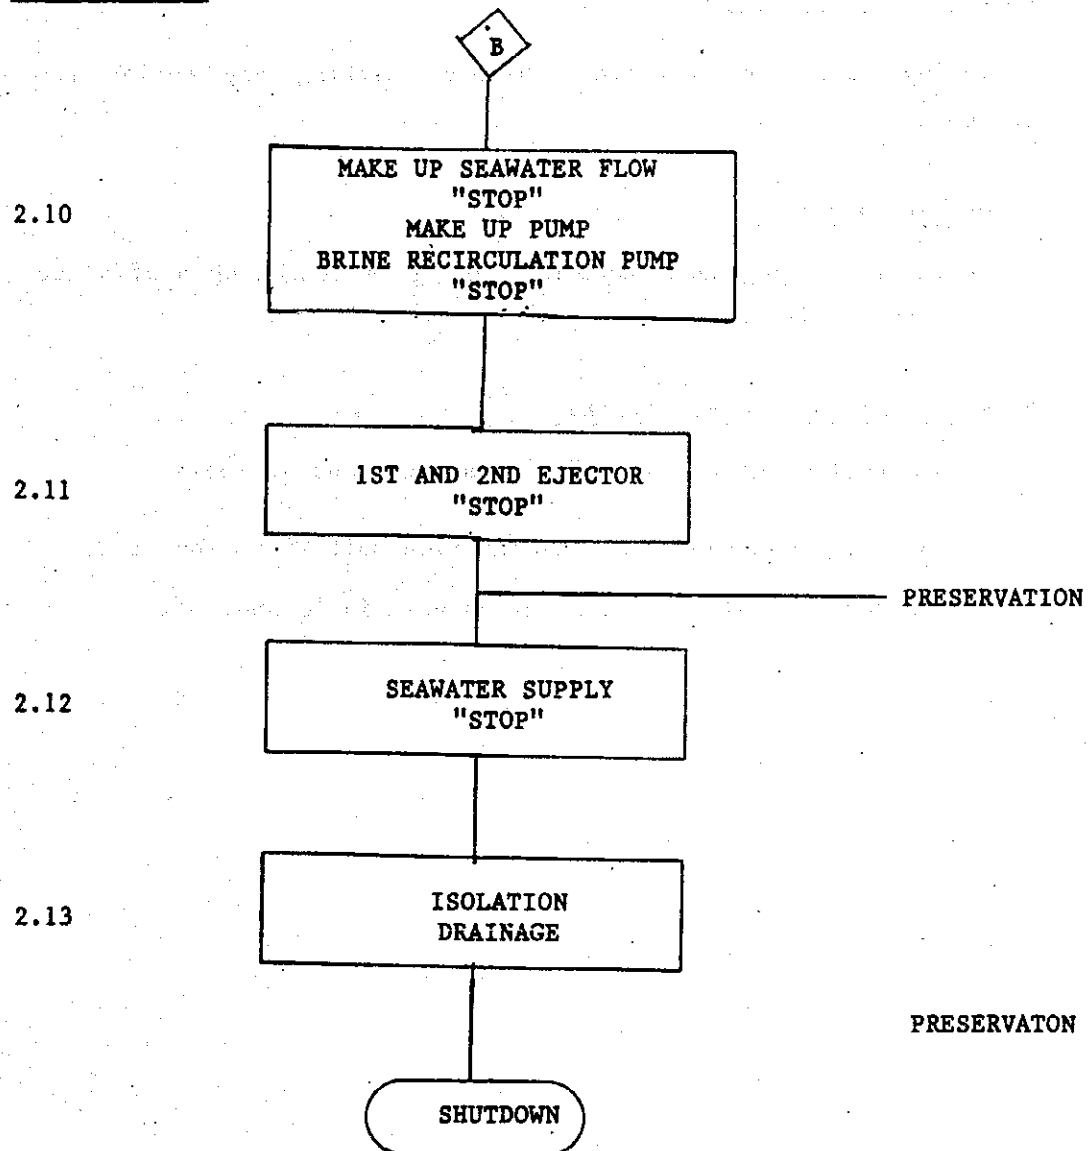 B
2.10
MAKE UP SEAWATER FLOW
"STOP"
MAKE UP PUMP
BRINE RECIRCULATION PUMP
"STOP"
2.11
1ST AND 2ND EJECTOR
"STOP"
PRESERVATION
2.12
SEAWATER SUPPLY
"STOP"
2.13
ISOLATION
DRAINAGE
PRESERVATON
SHUTDOWN